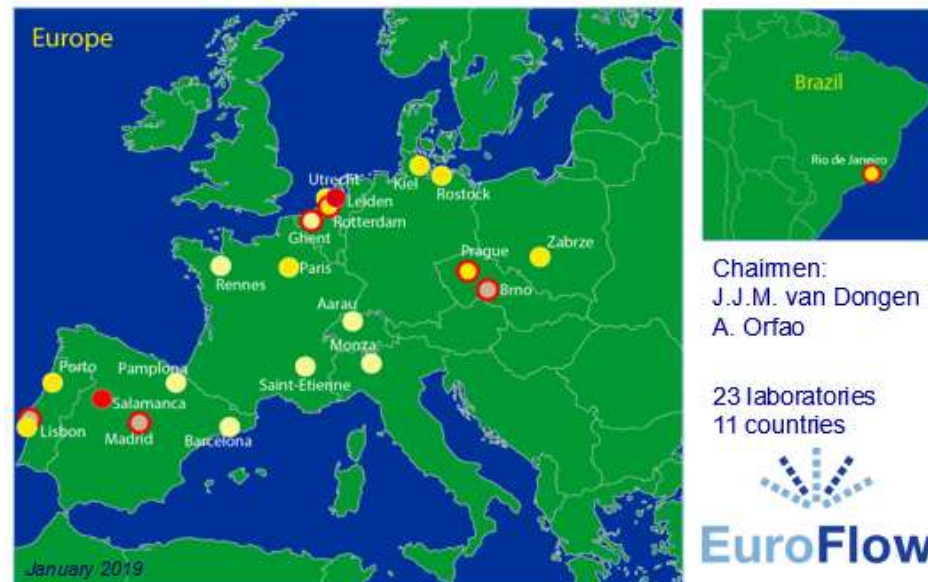 Europe
Utrecht
Leiden
Rotterdam
Ghent
Kiel
Rostock
Zabrze
Prague
Brno
Paris
Rennes
Aarau
Monza
Saint-Etienne
Porto
Pamplona
Salamanca
Lisbon
Madrid
Barcelona
January 2019
Brazil
Rio de Janeiro
Chairmen:
J.J.M. van Dongen
A. Orfao
23 laboratories
11 countries
EuroFlow